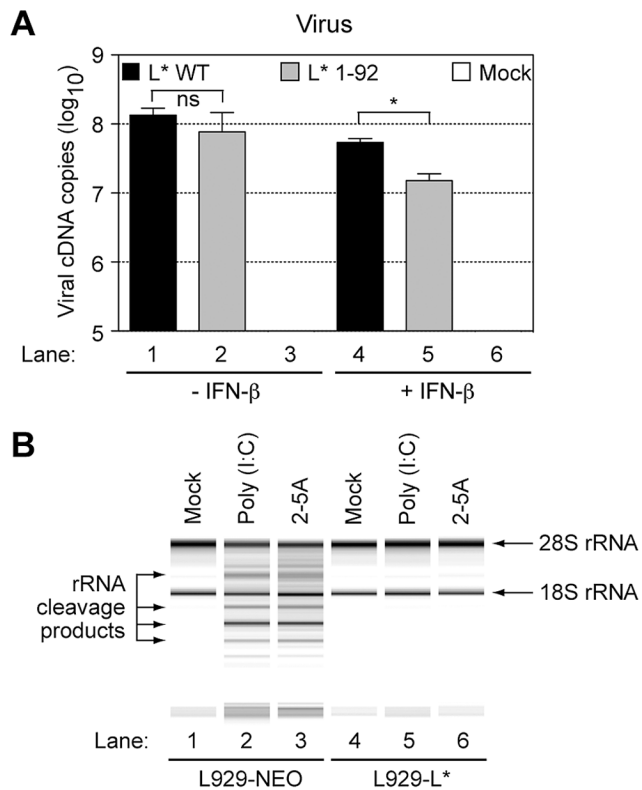 A
Virus
L* WT
L* 1-92
Mock
ns
*
9
8
7
6
5
Viral cDNA copies (log10)
Lane: 1 2 3 4 5 6
- IFN-β + IFN-β
B
Mock
Poly (I:C)
2-5A
Mock
Poly (I:C)
2-5A
28S rRNA
18S rRNA
rRNA
cleavage
products
Lane: 1 2 3 4 5 6
L929-NEO L929-L*